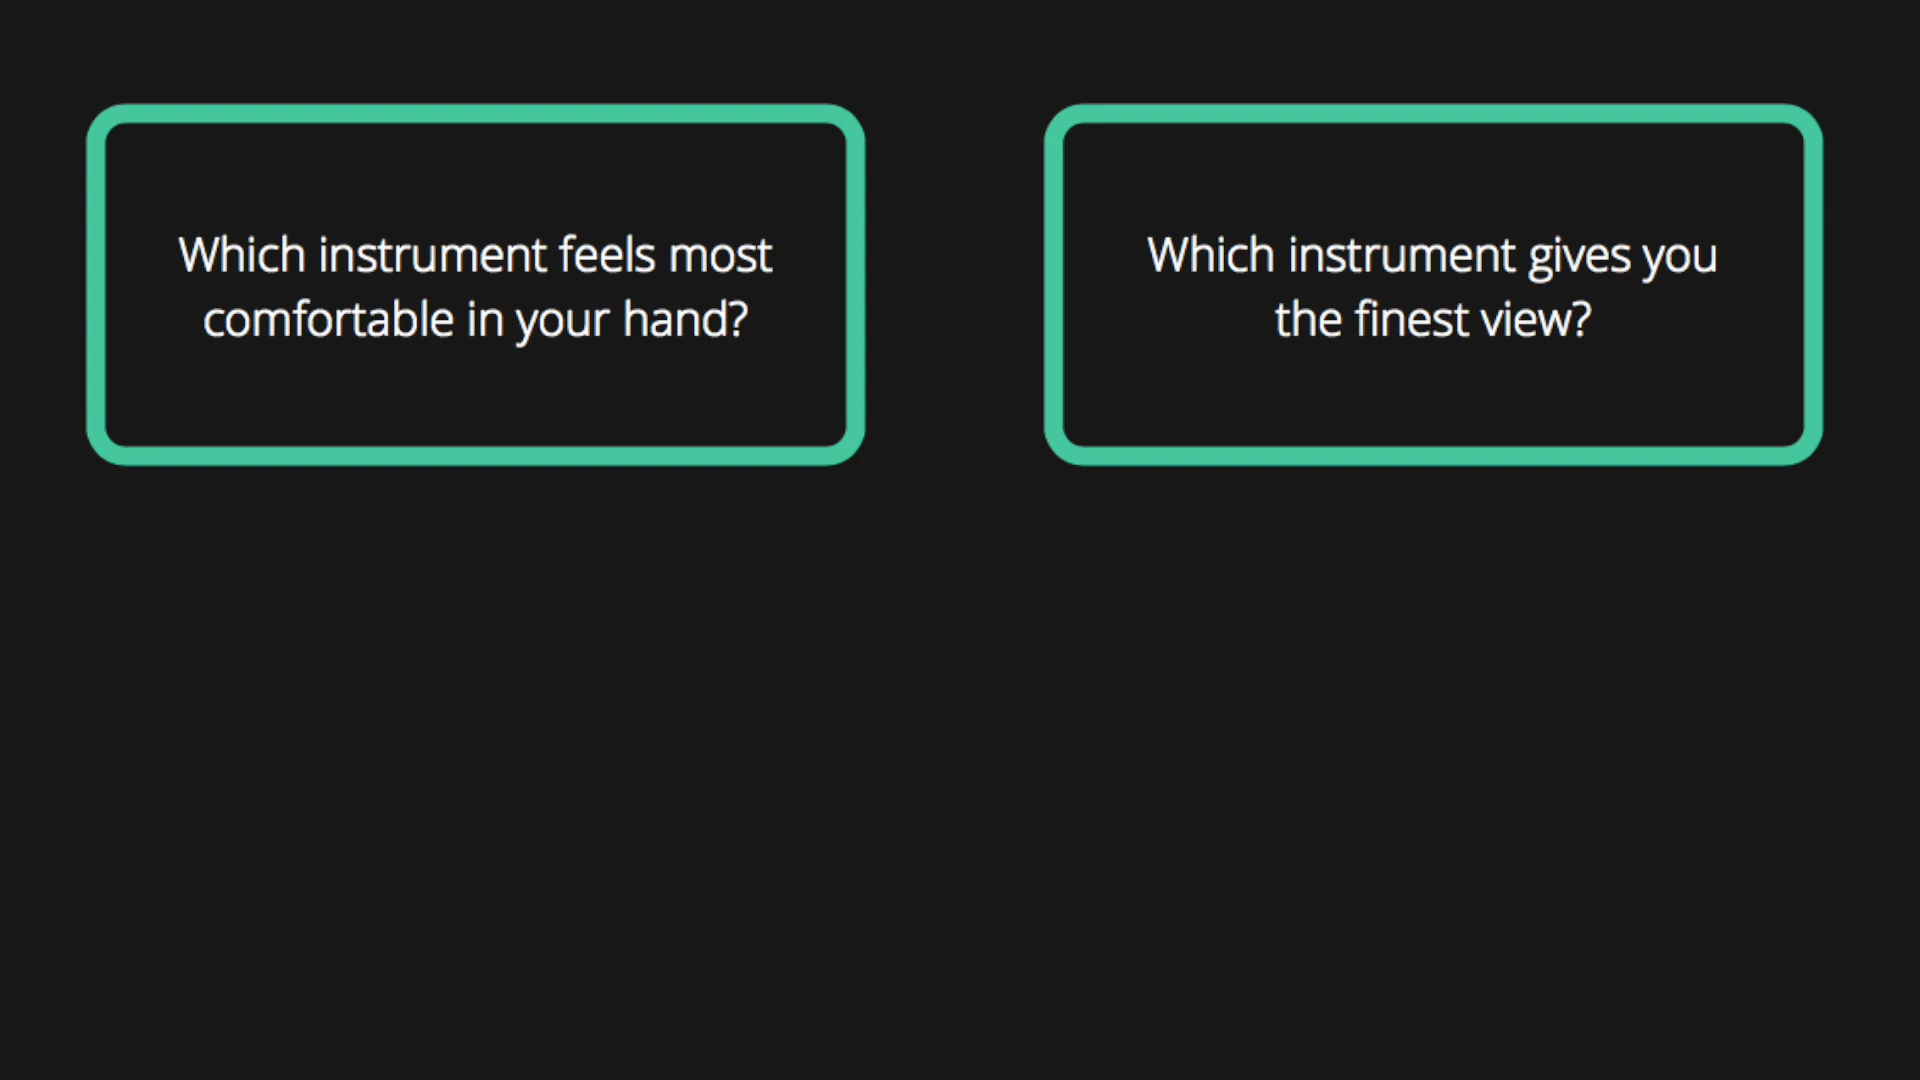 Which instrument feels most
comfortable in your hand?
Which instrument gives you
the finest view?